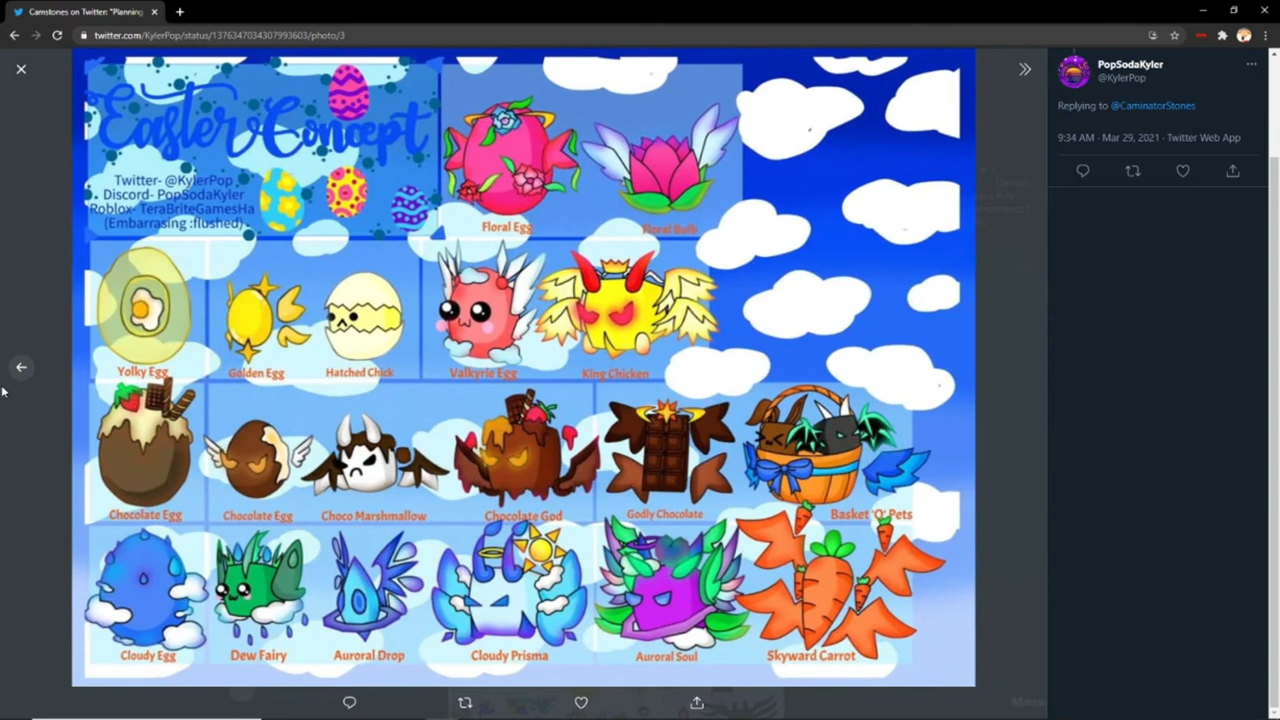 Camstones on Twitter: "Planning
twitter.com/KylerPop/status/1376347034307993603/photo/3
Easter Concept
Twitter- @KylerPop
Discord- PopSodaKyler
Roblox- TeraBriteGamesHa
(Embarrasing :flushed)
Floral Egg
Floral Bulb
Yolky Egg
Golden Egg
Hatched Chick
Valkyrie Egg
King Chicken
Chocolate Egg
Chocolate Egg
Choco Marshmallow
Chocolate God
Godly Chocolate
Basket 'O' Pets
Cloudy Egg
Dew Fairy
Auroral Drop
Cloudy Prisma
Auroral Soul
Skyward Carrot
PopSodaKyler
@KylerPop
Replying to @CaminatorStones
9:34 AM · Mar 29, 2021 · Twitter Web App